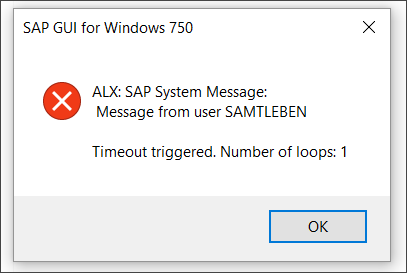 SAP GUI for Windows 750
ALX: SAP System Message:
Message from user SAMTLEBEN
Timeout triggered. Number of loops: 1
OK